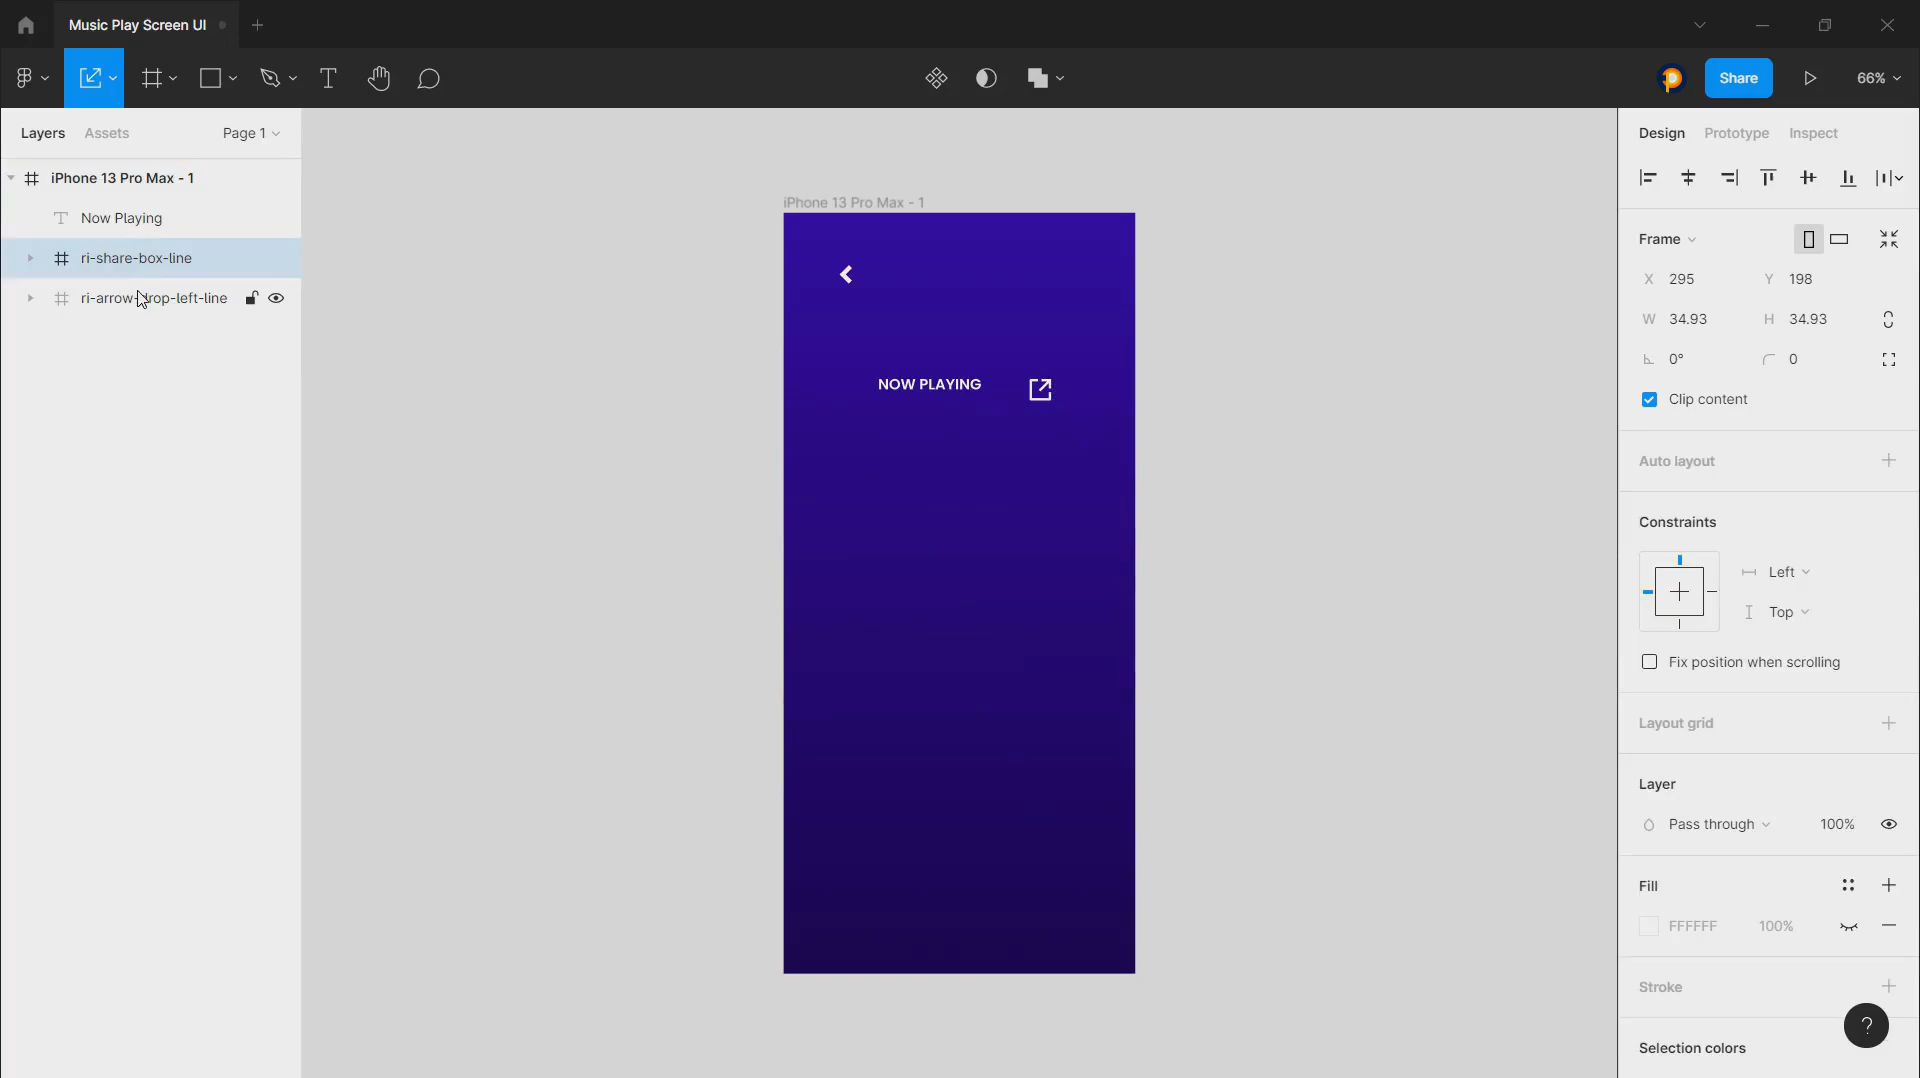 Music Play Screen UI
Share
66%
Layers
Assets
Page 1
iPhone 13 Pro Max - 1
Now Playing
ri-share-box-line
ri-arrow-drop-left-line
iPhone 13 Pro Max - 1
NOW PLAYING
Design
Prototype
Inspect
Frame
X 295
Y 198
W 34.93
H 34.93
0°
0
Clip content
Auto layout
Constraints
Left
Top
Fix position when scrolling
Layout grid
Layer
Pass through
100%
Fill
FFFFFF
100%
Stroke
?
Selection colors